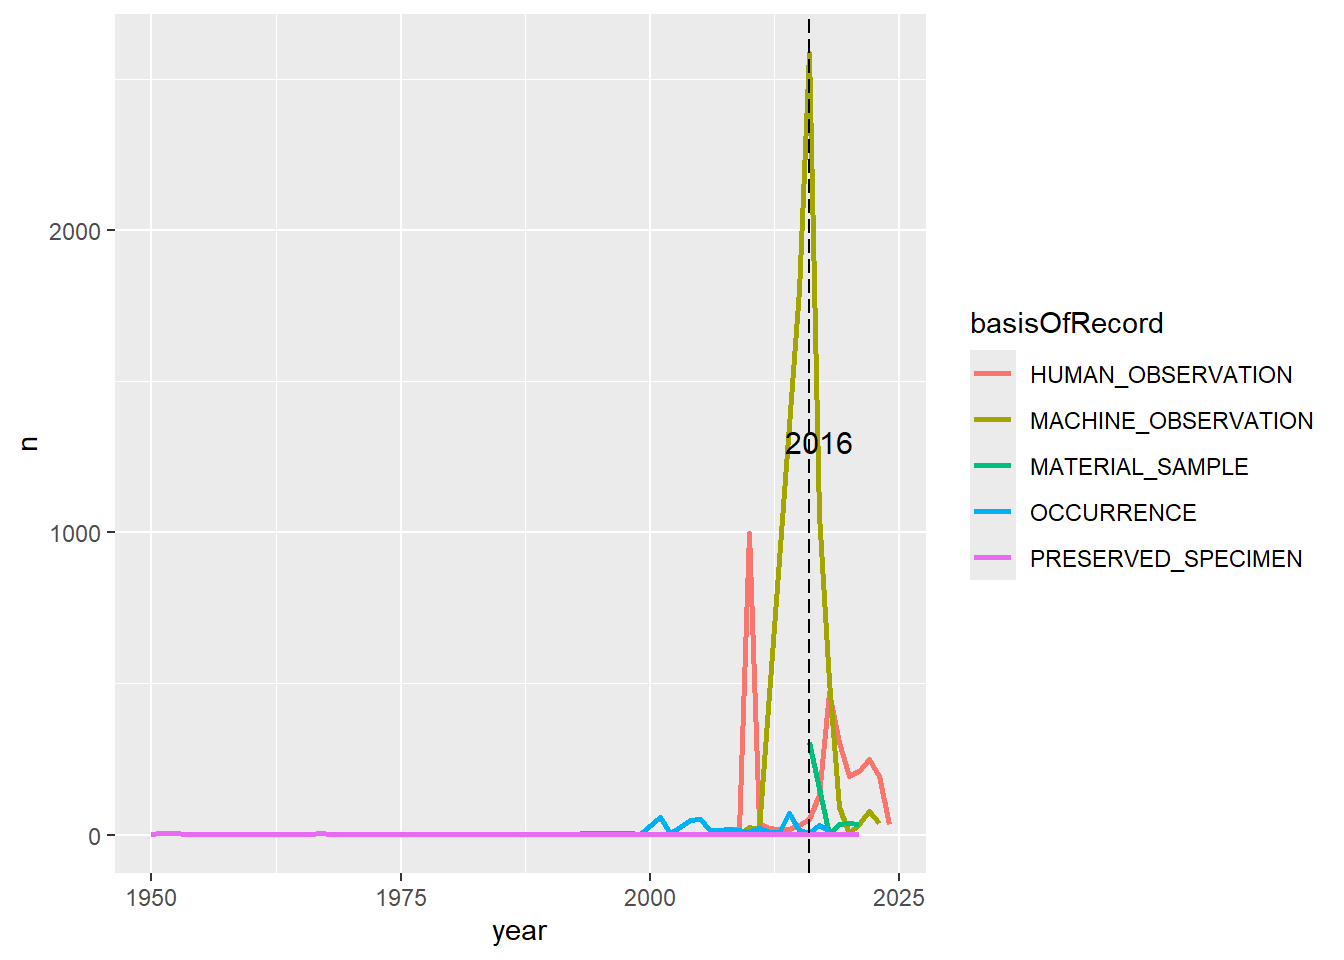 n
2000
1000
0
2016
1950
1975
2000
2025
year
basisOfRecord
HUMAN_OBSERVATION
MACHINE_OBSERVATION
MATERIAL_SAMPLE
OCCURRENCE
PRESERVED_SPECIMEN